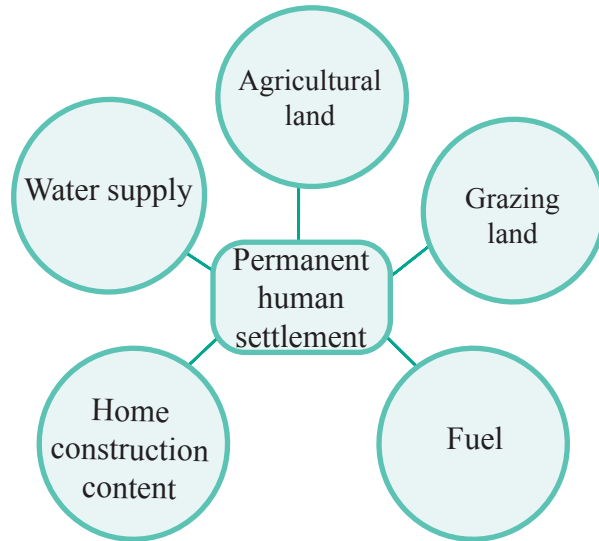 Agricultural
land
Water supply
Grazing
land
Permanent
human
settlement
Home
construction
content
Fuel